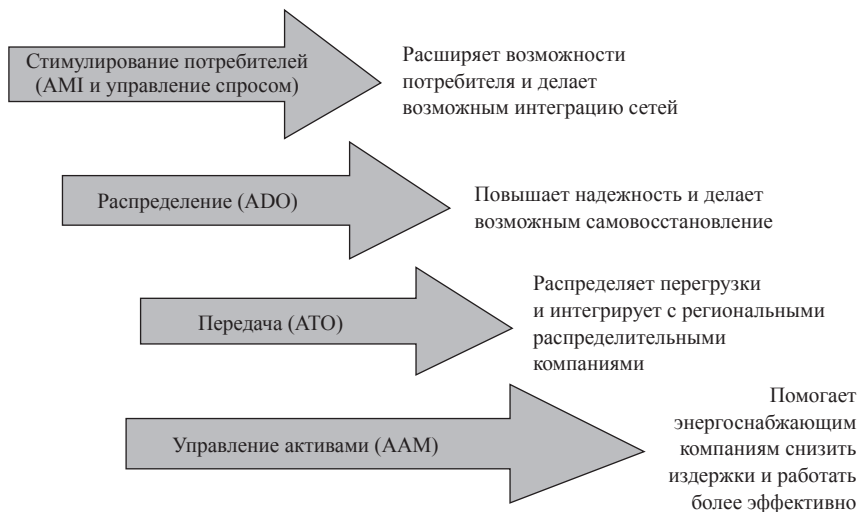 Стимулирование потребителей
(AMI и управление спросом)
Расширяет возможности
потребителя и делает
возможным интеграцию сетей
Распределение (ADO)
Повышает надежность и делает
возможным самовосстановление
Передача (ATO)
Распределяет перегрузки
и интегрирует с региональными
распределительными
компаниями
Управление активами (AAM)
Помогает
энергоснабжающим
компаниям снизить
издержки и работать
более эффективно